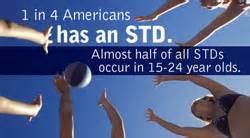 1 in 4 Americans
has an STD.
Almost half of all STDs
occur in 15-24 year olds.